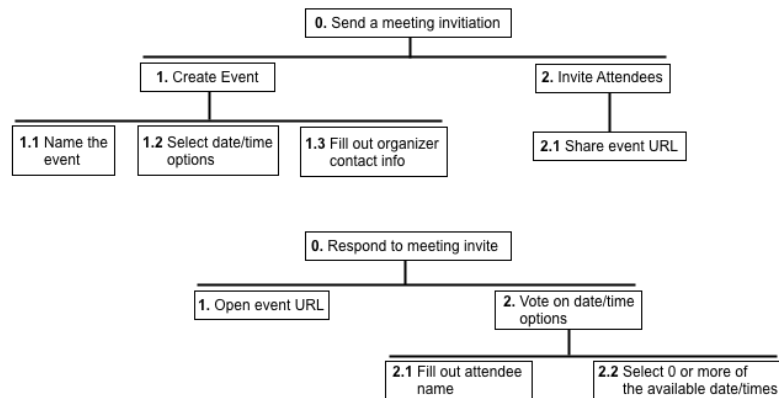 0. Send a meeting invitiation
1. Create Event
2. Invite Attendees
1.1 Name the
event
1.2 Select date/time
options
1.3 Fill out organizer
contact info
2.1 Share event URL
0. Respond to meeting invite
1. Open event URL
2. Vote on date/time
options
2.1 Fill out attendee
name
2.2 Select 0 or more of
the available date/times